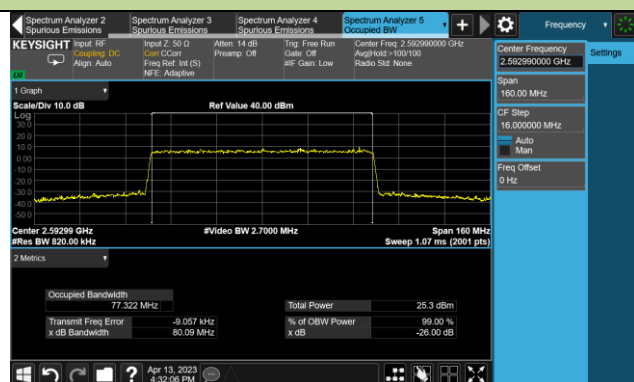 Spectrum Analyzer 2
Spurious Emissions
Spectrum Analyzer 3
Spurious Emissions
Spectrum Analyzer 4
Spurious Emissions
Spectrum Analyzer 5
Occupied BW
Frequency
KEYSIGHT
Input: RF
Coupling: DC
Align: Auto
Input Z: 50 Ω
Corr CCorr
Freq Ref: Int (S)
NFE: Adaptive
Atten: 14 dB
Preamp: Off
Trig: Free Run
Gate: Off
#IF Gain: Low
Center Freq: 2.592990000 GHz
Avg|Hold:>100/100
Radio Std: None
Center Frequency
2.592990000 GHz
Settings
Span
160.00 MHz
CF Step
16.000000 MHz
Auto
Man
Freq Offset
0 Hz
1 Graph
Scale/Div 10.0 dB
Ref Value 40.00 dBm
Log
30.0
20.0
10.0
0.00
-10.0
-20.0
-30.0
-40.0
-50.0
Center 2.59299 GHz
#Video BW 2.7000 MHz
Span 160 MHz
#Res BW 820.00 kHz
Sweep 1.07 ms (2001 pts)
2 Metrics
Occupied Bandwidth
77.322 MHz
Total Power
25.3 dBm
Transmit Freq Error
-9.057 kHz
% of OBW Power
99.00 %
x dB Bandwidth
80.09 MHz
x dB
-26.00 dB
?
Apr 13, 2023
4:32:06 PM